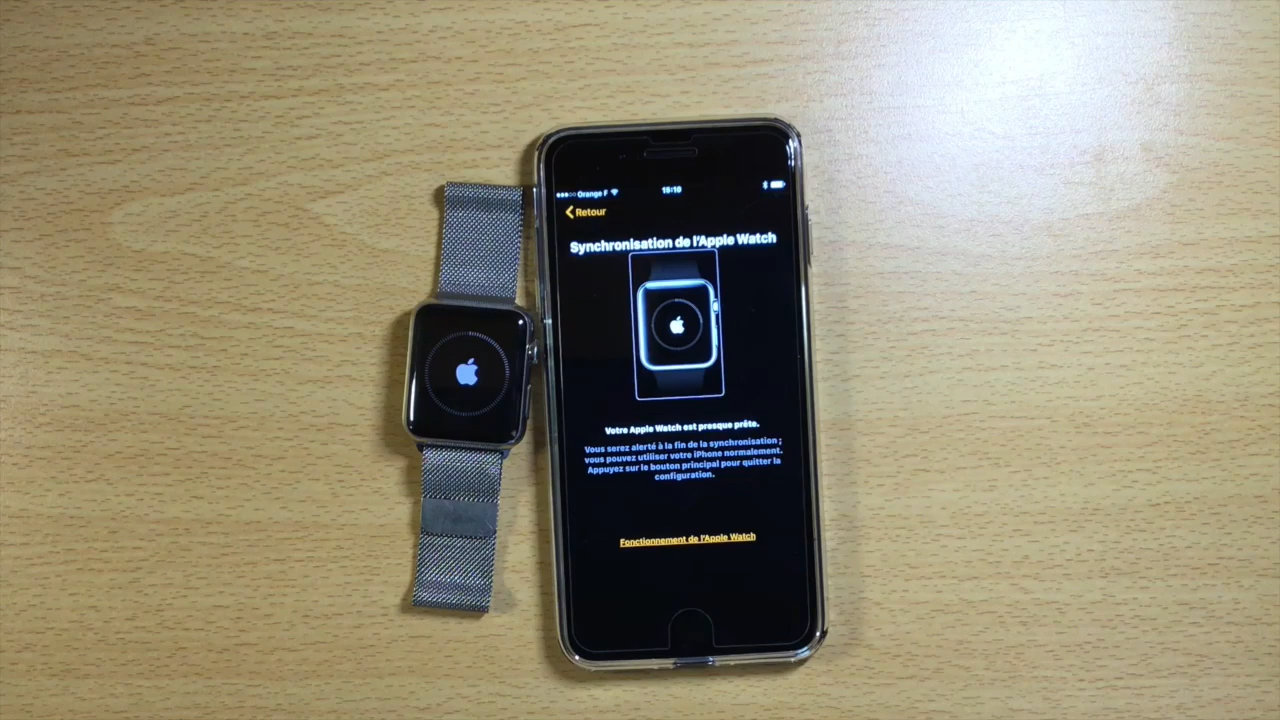 Orange F 15:10
Retour
Synchronisation de l'Apple Watch
Votre Apple Watch est presque prête.
Vous serez alerté à la fin de la synchronisation ;
vous pouvez utiliser votre iPhone normalement.
Appuyez sur le bouton principal pour quitter la
configuration.
Fonctionnement de l'Apple Watch